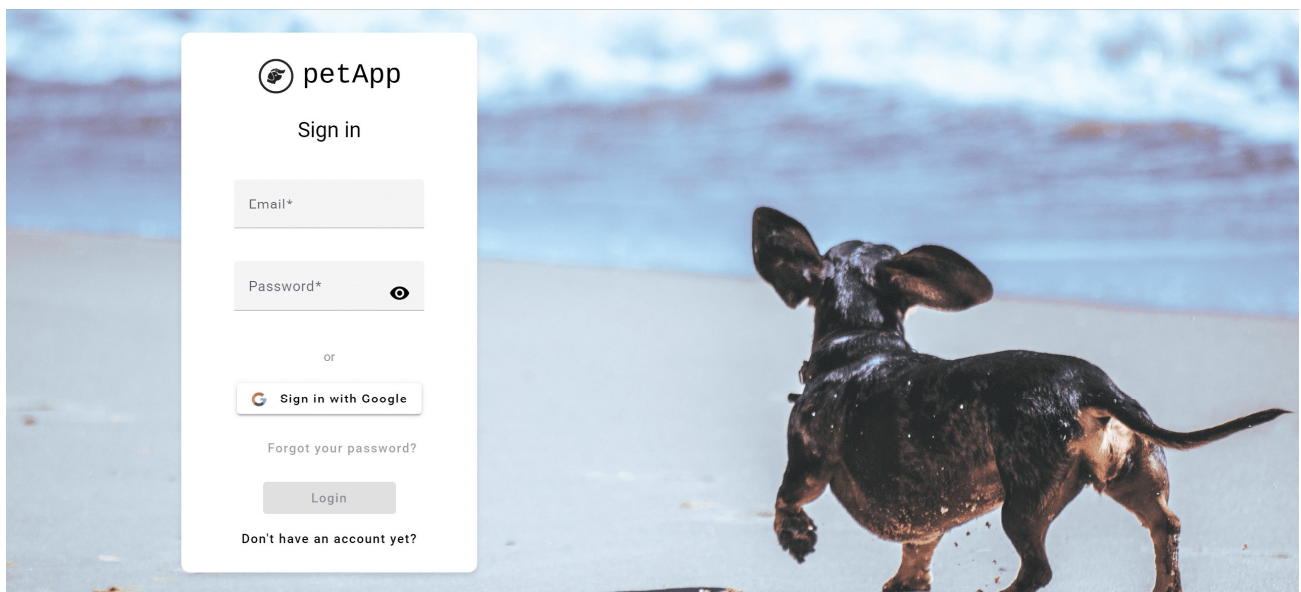 petApp
Sign in
Email*
Password*
or
Sign in with Google
Forgot your password?
Login
Don't have an account yet?